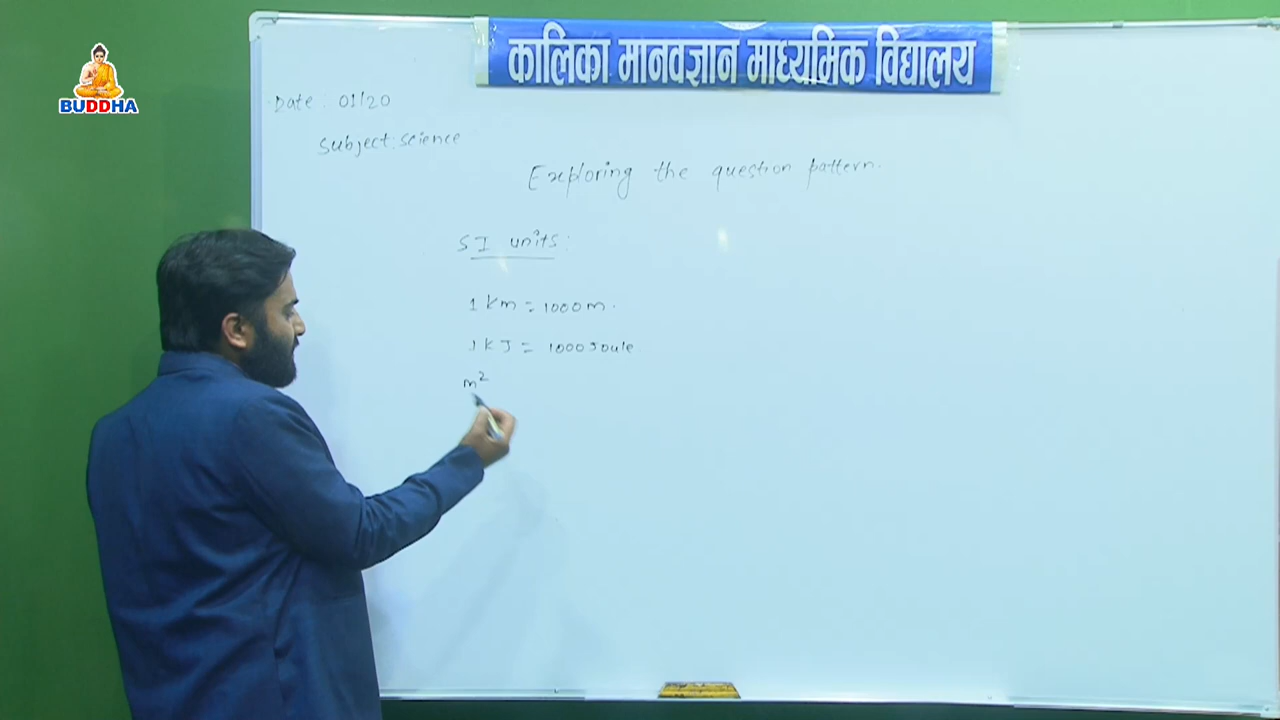 BUDDHA
कालिका मानवज्ञान माध्यमिक विद्यालय
Date : 01/20
Subject: science
Exploring the question pattern.
SI units:
1 km = 1000 m.
1 KJ = 1000 Joule
m²